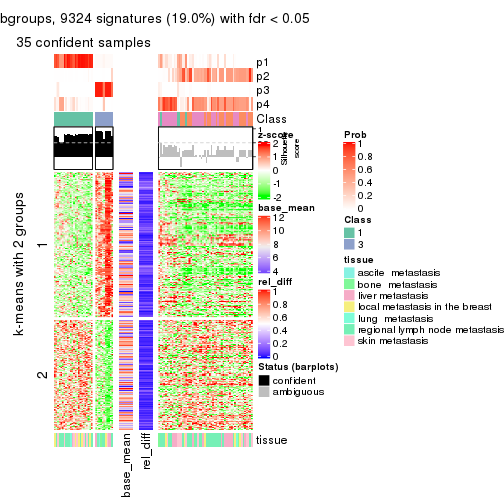 bgroups, 9324 signatures (19.0%) with fdr < 0.05
35 confident samples
p1
p2
p3
p4
Class
1
Silhouette
score
k-means with 2 groups
1
2
base_mean
rel_diff
tissue
z-score
2
1
0
-1
-2
base_mean
12
10
8
6
4
rel_diff
1
0.8
0.6
0.4
0.2
0
Status (barplots)
confident
ambiguous
Prob
1
0.8
0.6
0.4
0.2
0
Class
1
3
tissue
ascite metastasis
bone metastasis
liver metastasis
local metastasis in the breast
lung metastasis
regional lymph node metastasis
skin metastasis